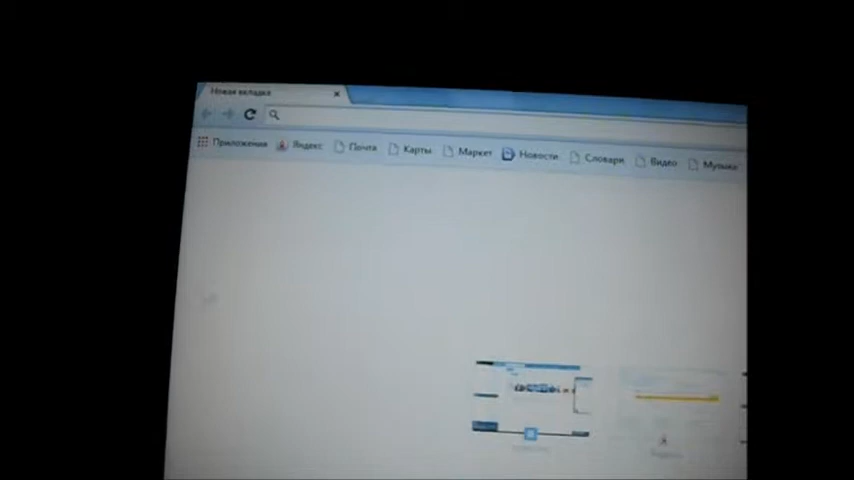 Новая вкладка
Приложения Яндекс Почта Карты Маркет Новости Словари Видео Музыка